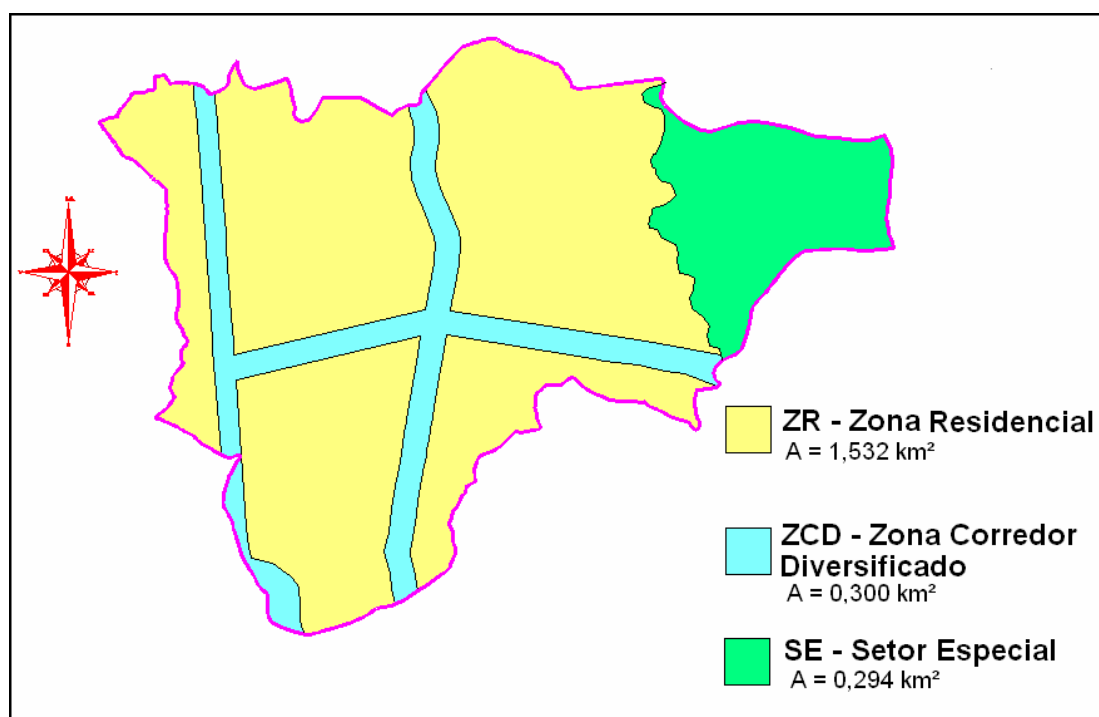 ZR - Zona Residencial
A = 1,532 km²
ZCD - Zona Corredor
Diversificado
A = 0,300 km²
SE - Setor Especial
A = 0,294 km²